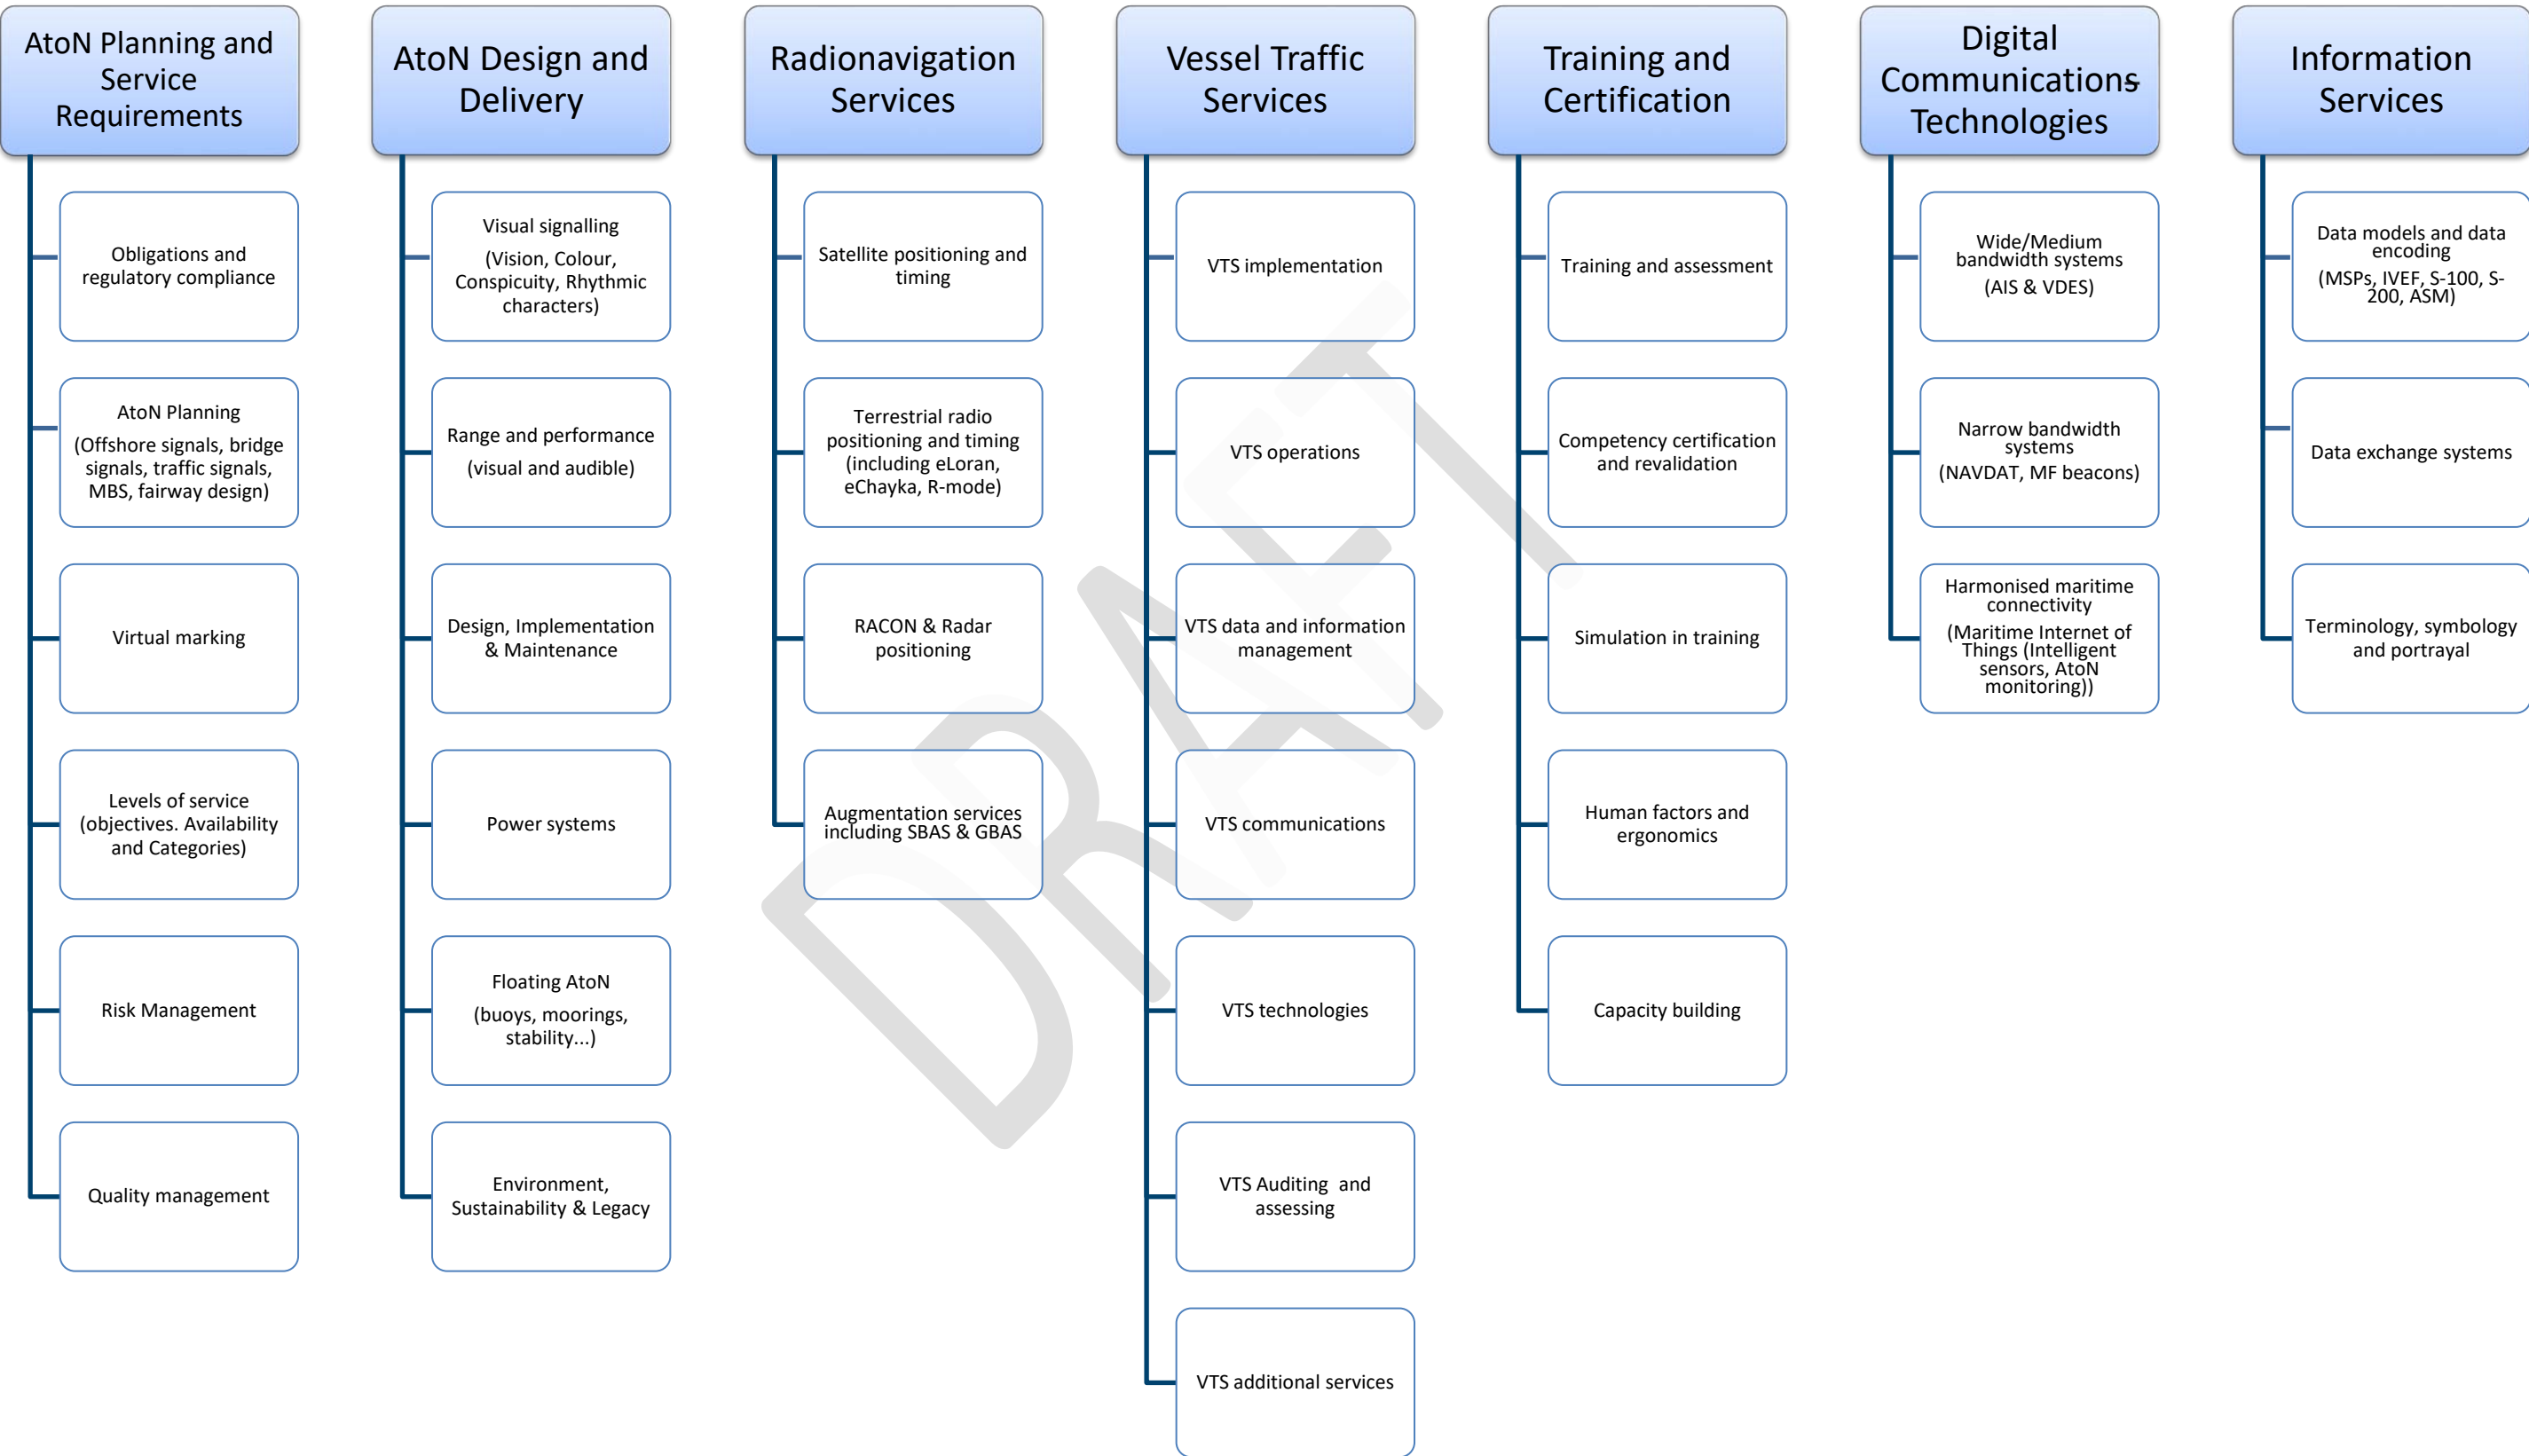 AtoN Planning and
Service
Requirements
Obligations and
regulatory compliance
AtoN Planning
(Offshore signals, bridge
signals, traffic signals,
MBS, fairway design)
Virtual marking
Levels of service
(objectives. Availability
and Categories)
Risk Management
Quality management
AtoN Design and
Delivery
Visual signalling
(Vision, Colour,
Conspicuity, Rhythmic
characters)
Range and performance
(visual and audible)
Design, Implementation
& Maintenance
Power systems
Floating AtoN
(buoys, moorings,
stability...)
Environment,
Sustainability & Legacy
Radionavigation
Services
Satellite positioning and
timing
Terrestrial radio
positioning and timing
(including eLoran,
eChayka, R-mode)
RACON & Radar
positioning
Augmentation services
including SBAS & GBAS
Vessel Traffic
Services
VTS implementation
VTS operations
VTS data and information
management
VTS communications
VTS technologies
VTS Auditing and
assessing
VTS additional services
Training and
Certification
Training and assessment
Competency certification
and revalidation
Simulation in training
Human factors and
ergonomics
Capacity building
Digital
Communications
Technologies
Wide/Medium
bandwidth systems
(AIS & VDES)
Narrow bandwidth
systems
(NAVDAT, MF beacons)
Harmonised maritime
connectivity
(Maritime Internet of
Things (Intelligent
sensors, AtoN
monitoring))
Information
Services
Data models and data
encoding
(MSPs, IVEF, S-100, S-
200, ASM)
Data exchange systems
Terminology, symbology
and portrayal
DRAFT